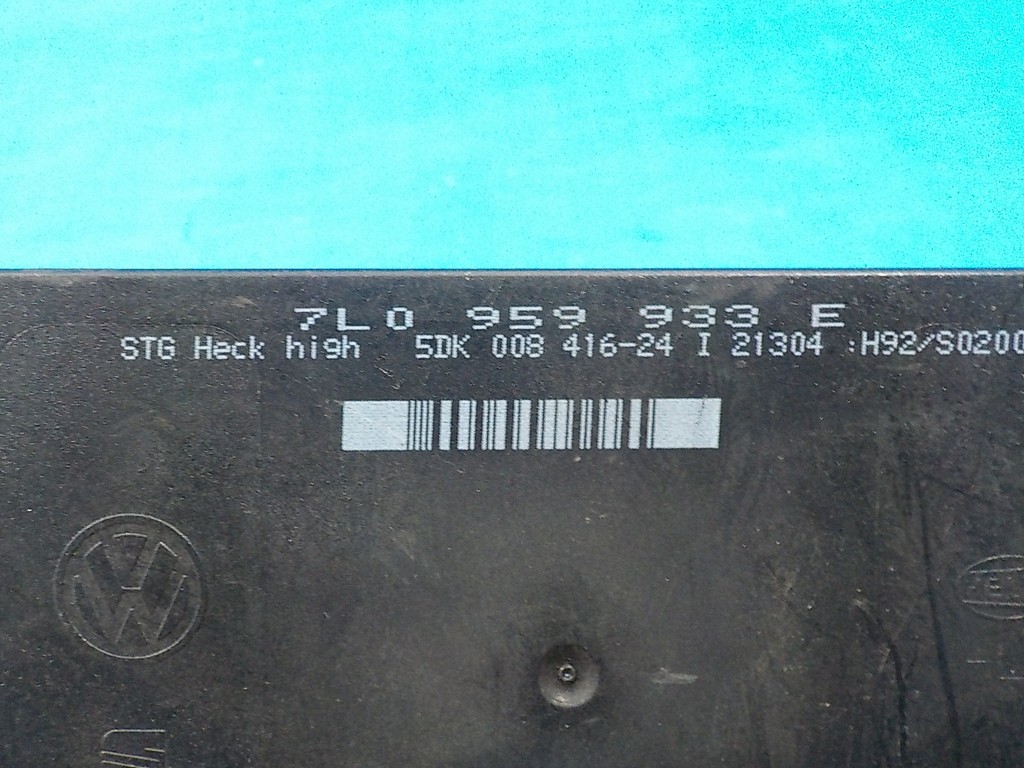 7L0 959 933 E
STG Heck high 5DK 008 416-24 I 21304 :H92/S0200